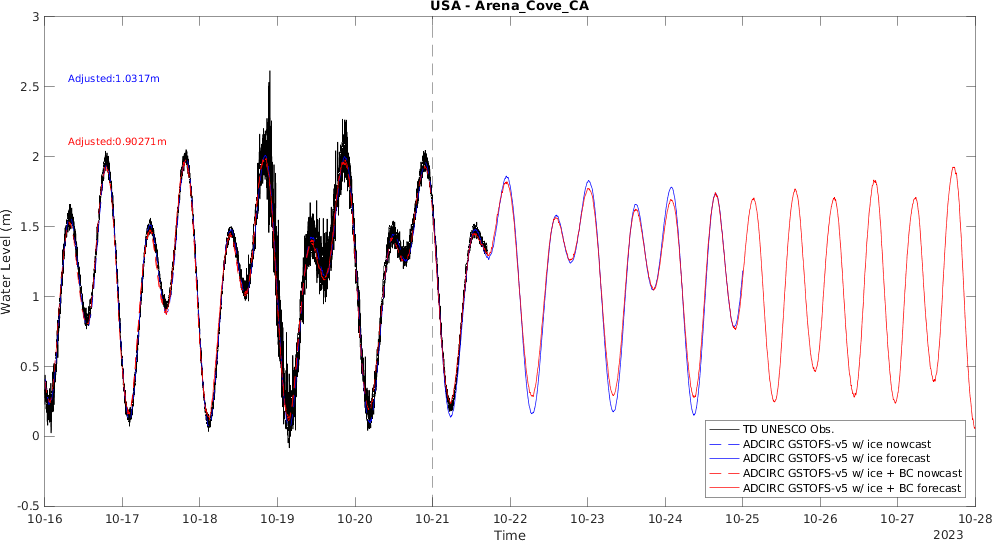 USA - Arena_Cove_CA
3
2.5
2
1.5
1
0.5
0
-0.5
Water Level (m)
Adjusted:1.0317m
Adjusted:0.90271m
TD UNESCO Obs.
ADCIRC GSTOFS-v5 w/ ice nowcast
ADCIRC GSTOFS-v5 w/ ice forecast
ADCIRC GSTOFS-v5 w/ ice + BC nowcast
ADCIRC GSTOFS-v5 w/ ice + BC forecast
10-16 10-17 10-18 10-19 10-20 10-21 10-22 10-23 10-24 10-25 10-26 10-27 10-28
Time
2023